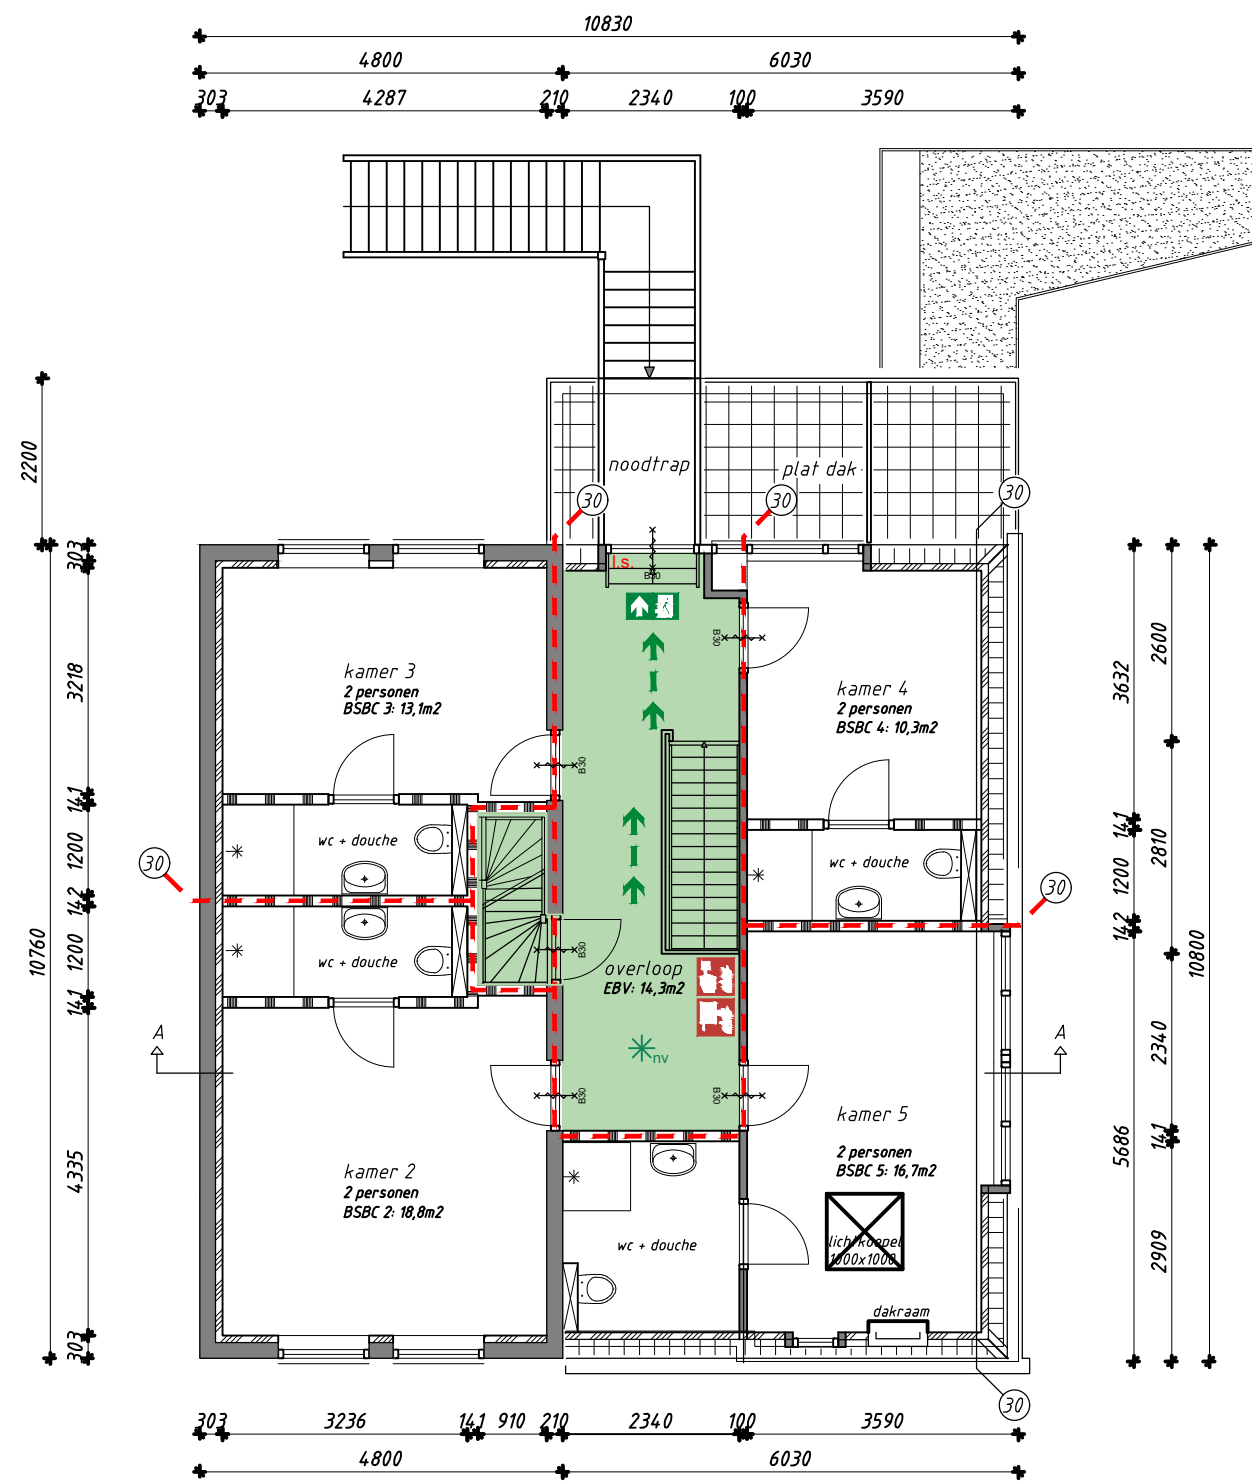 10830
4800 6030
303 4287 210 2340 100 3590
2200
noodtrap
plat dak
30 30 30
303
l.s.
B30
3218
kamer 3
2 personen
BSBC 3: 13,1m2
B30
kamer 4
2 personen
BSBC 4: 10,3m2
B30
3632
2600
141
1200
wc + douche
30
142
1200
wc + douche
141
10760
B30
overloop
EBV: 14,3m2
nv
wc + douche
141
1200
142
2810
30
10800
A A
2340
B30 B30
kamer 5
2 personen
BSBC 5: 16,7m2
5686
141
4335
kamer 2
2 personen
BSBC 2: 18,8m2
wc + douche
lichtkoepel
1000x1000
2909
dakraam
303
30
303 3236 141 910 210 2340 100 3590
4800 6030